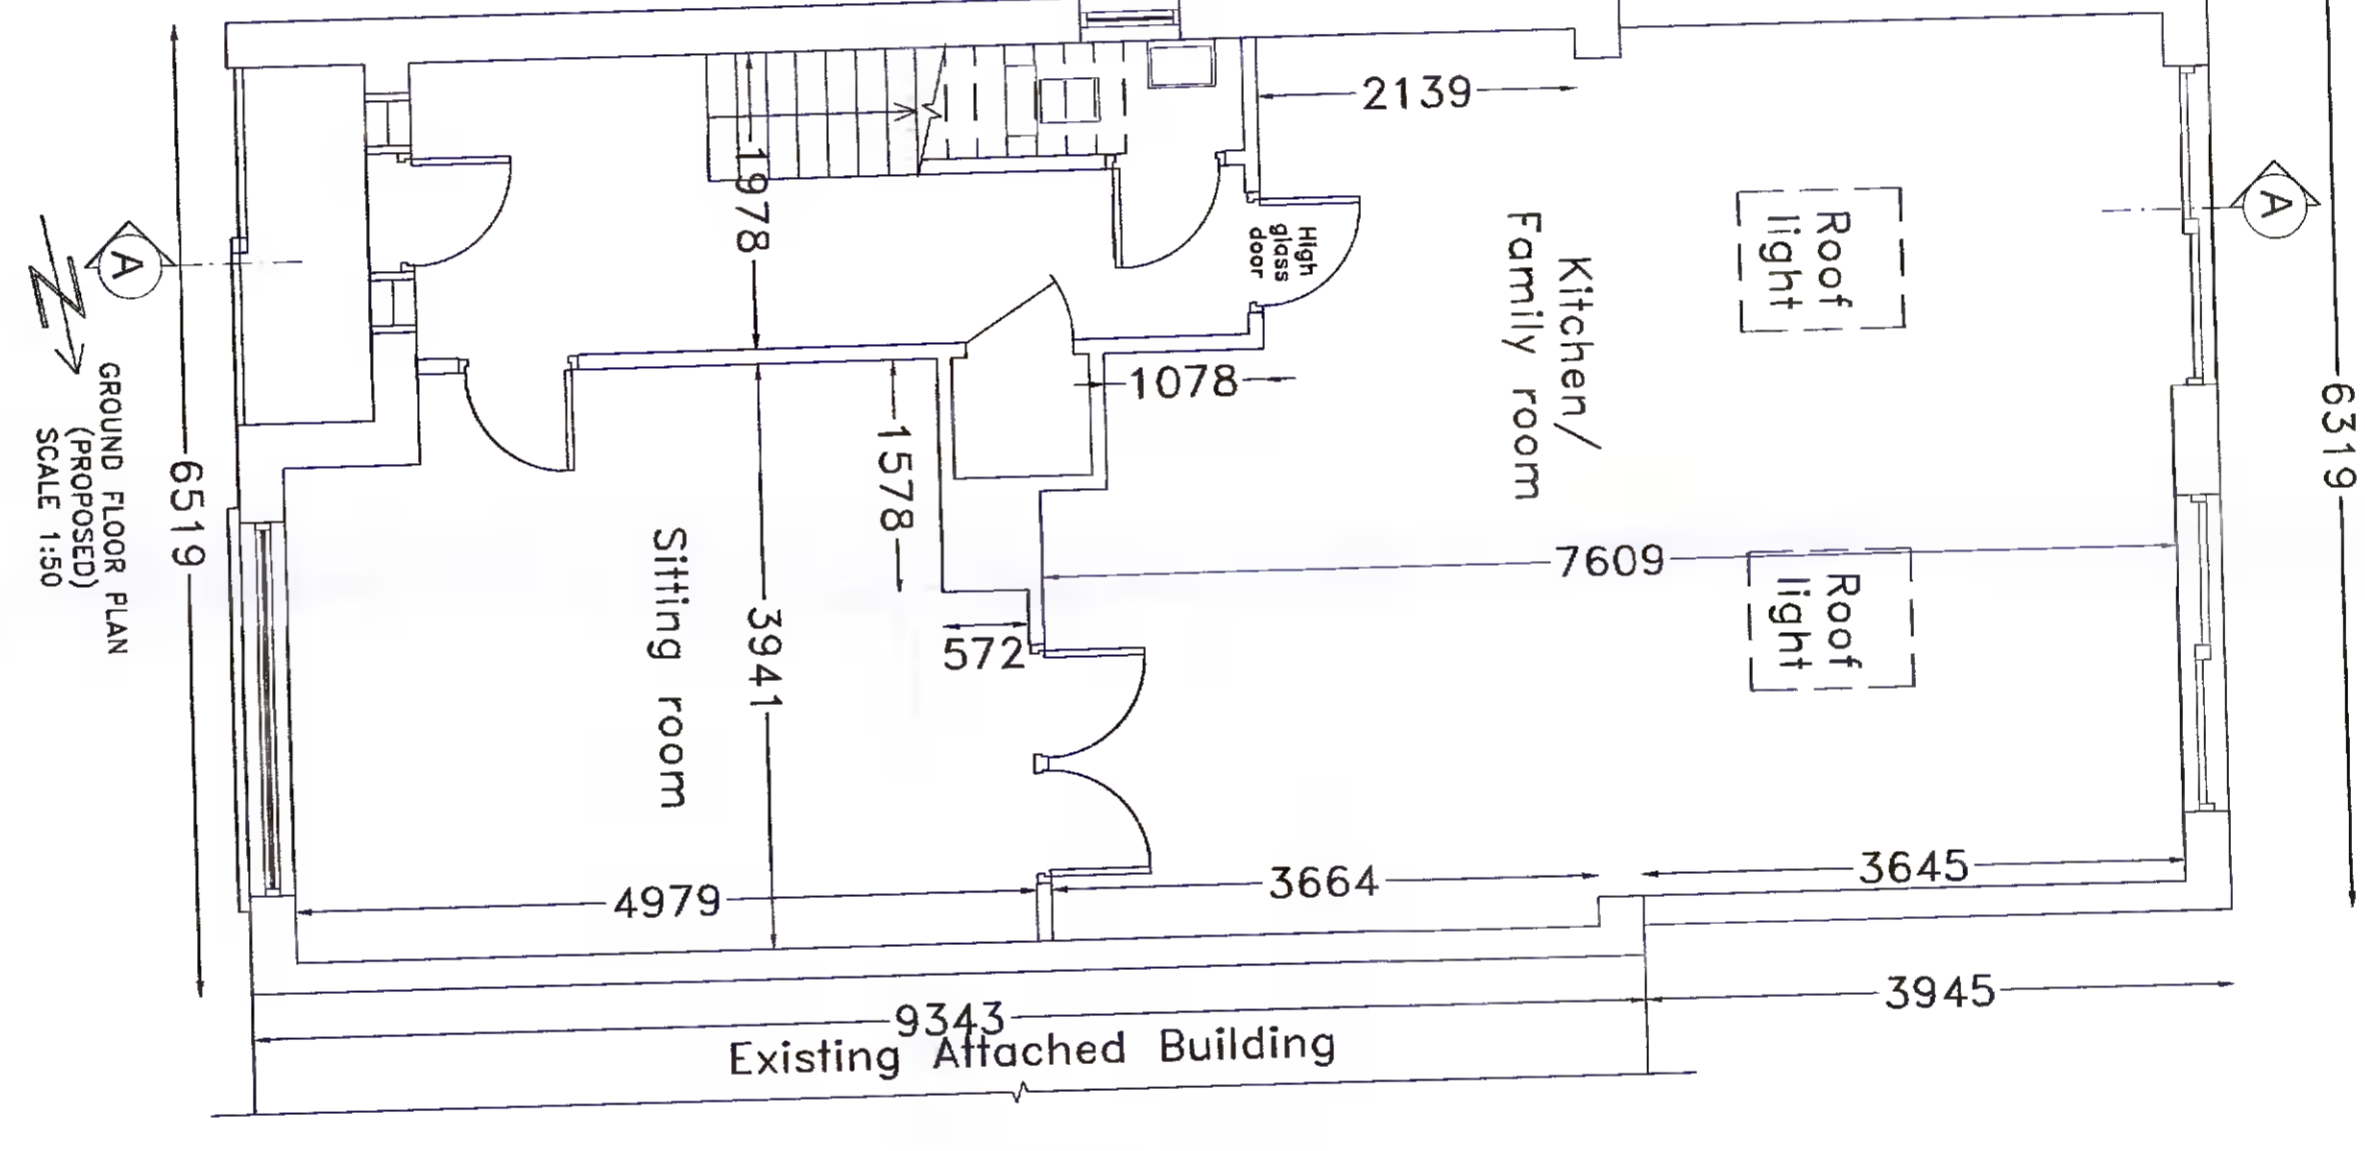 2139
1978
High
glass
door
Kitchen/
Family room
Roof
light
A
A
1078
1578
6319
6519
7609
Roof
light
Sitting room
3941
572
GROUND FLOOR PLAN
(PROPOSED)
SCALE 1:50
N
4979
3664
3645
9343
3945
Existing Attached Building